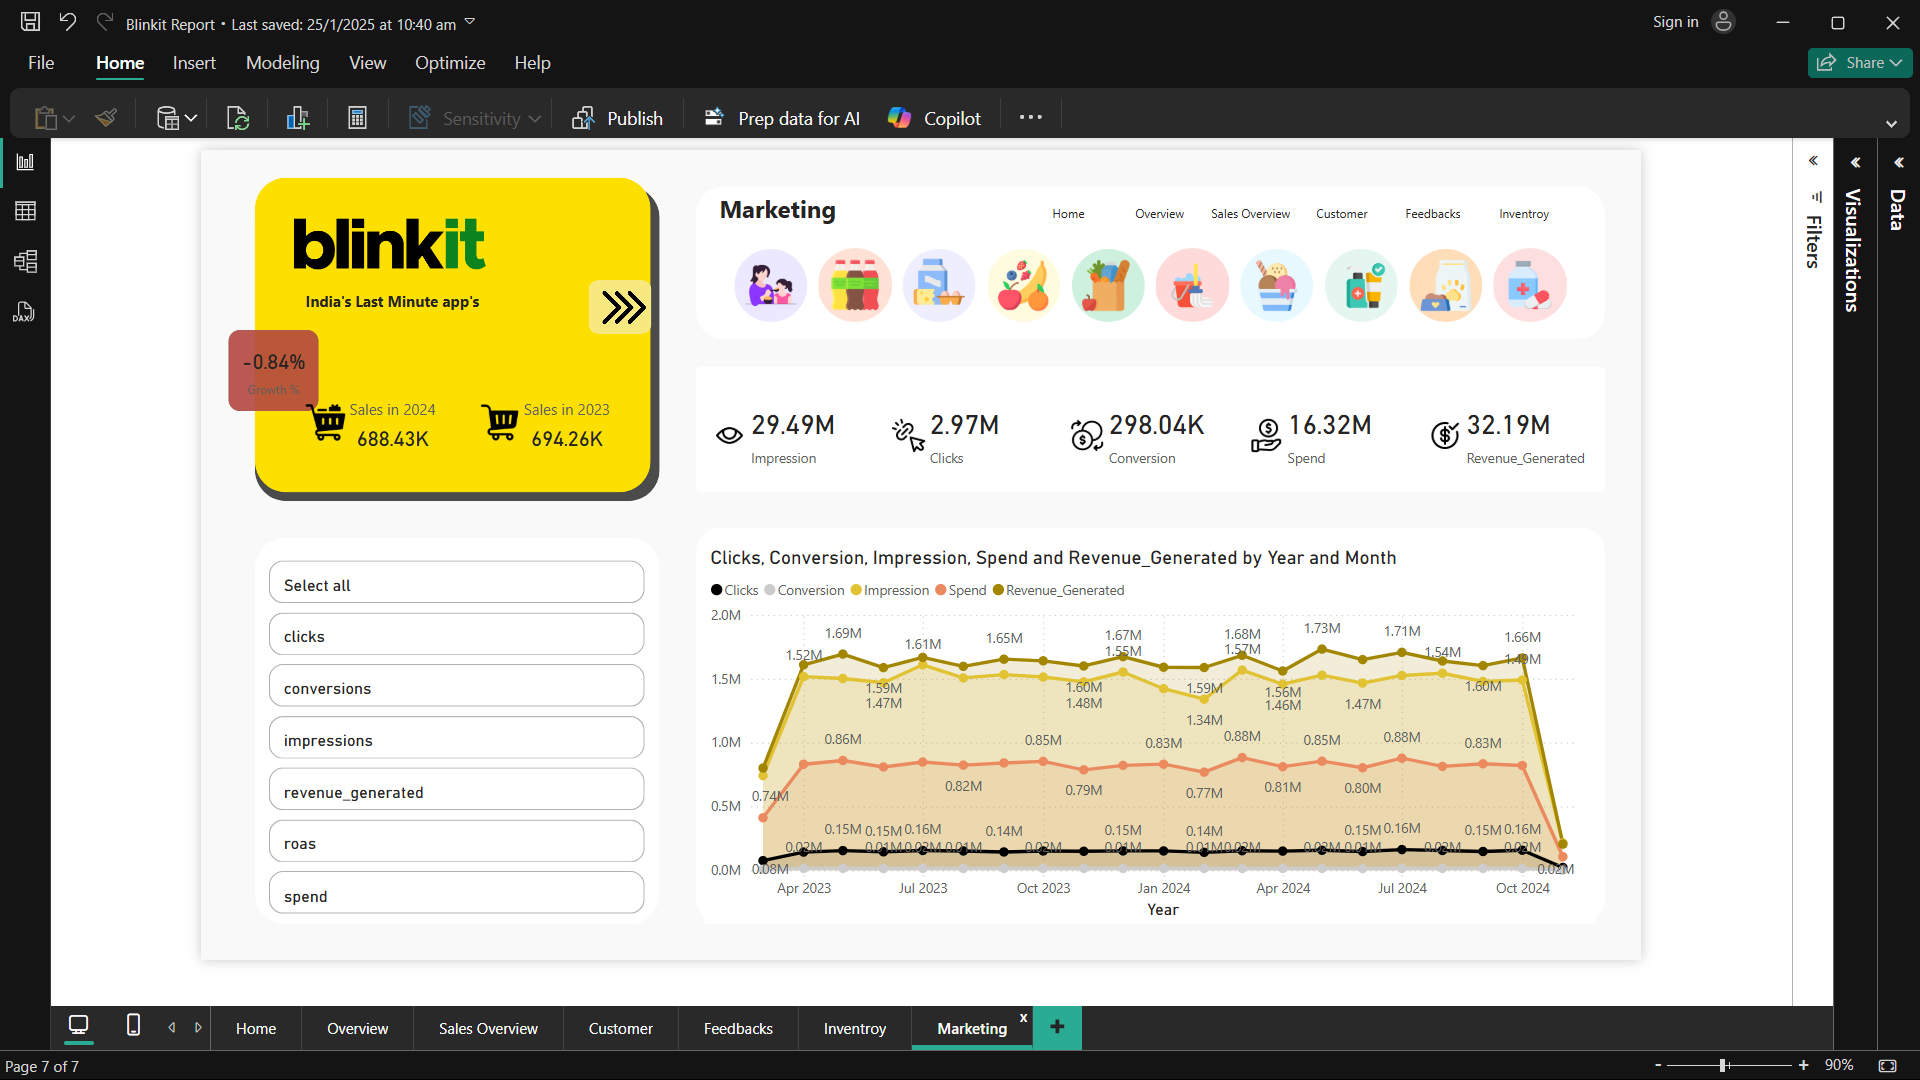 Blinkit Report • Last saved: 25/1/2025 at 10:40 am
Sign in
File Home Insert Modeling View Optimize Help
Share
Sensitivity Publish Prep data for AI Copilot ...
DAX
blinkit
India's Last Minute app's
-0.84%
Growth %
Sales in 2024
688.43K
Sales in 2023
694.26K
Marketing
Home Overview Sales Overview Customer Feedbacks Inventroy
29.49M
Impression
2.97M
Clicks
298.04K
Conversion
16.32M
Spend
32.19M
Revenue_Generated
Select all
clicks
conversions
impressions
revenue_generated
roas
spend
Clicks, Conversion, Impression, Spend and Revenue_Generated by Year and Month
Clicks Conversion Impression Spend Revenue_Generated
2.0M
1.5M
1.0M
0.5M
0.0M
1.52M 1.69M 1.61M 1.65M 1.67M 1.68M 1.73M 1.71M 1.54M 1.66M
1.55M 1.57M 1.49M
1.59M 1.60M 1.59M 1.56M 1.60M
1.47M 1.48M 1.34M 1.46M 1.47M
0.86M 0.85M 0.83M 0.88M 0.85M 0.88M 0.83M
0.74M 0.82M 0.79M 0.77M 0.81M 0.80M
0.15M 0.15M 0.16M 0.14M 0.15M 0.14M 0.15M 0.16M 0.15M 0.16M
0.02M 0.01M 0.02M 0.01M 0.02M 0.01M 0.01M 0.02M 0.02M 0.01M 0.02M 0.02M
0.08M 0.02M
Apr 2023 Jul 2023 Oct 2023 Jan 2024 Apr 2024 Jul 2024 Oct 2024
Year
Filters
Visualizations
Data
Home Overview Sales Overview Customer Feedbacks Inventroy Marketing x +
Page 7 of 7
- + 90%